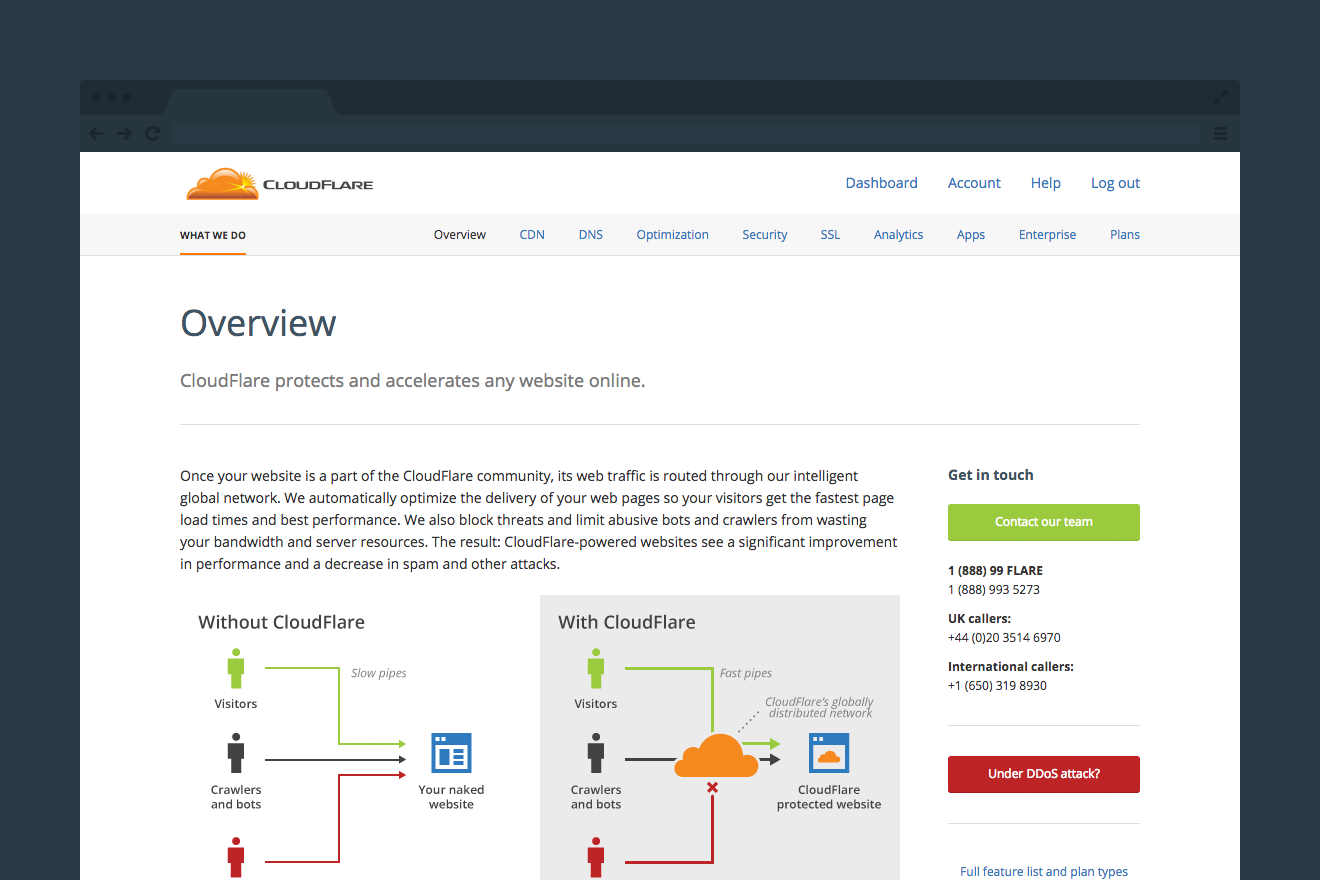 CLOUDFLARE
Dashboard Account Help Log out
WHAT WE DO
Overview CDN DNS Optimization Security SSL Analytics Apps Enterprise Plans
Overview
CloudFlare protects and accelerates any website online.
Once your website is a part of the CloudFlare community, its web traffic is routed through our intelligent
global network. We automatically optimize the delivery of your web pages so your visitors get the fastest page
load times and best performance. We also block threats and limit abusive bots and crawlers from wasting
your bandwidth and server resources. The result: CloudFlare-powered websites see a significant improvement
in performance and a decrease in spam and other attacks.
Without CloudFlare
Slow pipes
Visitors
Crawlers
and bots
Your naked
website
With CloudFlare
Fast pipes
Visitors
CloudFlare's globally
distributed network
Crawlers
and bots
CloudFlare
protected website
Get in touch
Contact our team
1 (888) 99 FLARE
1 (888) 993 5273
UK callers:
+44 (0)20 3514 6970
International callers:
+1 (650) 319 8930
Under DDoS attack?
Full feature list and plan types